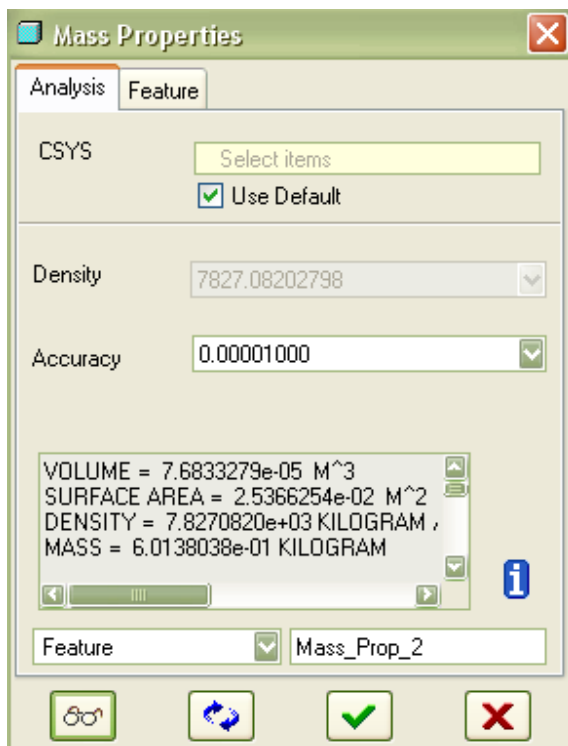 Mass Properties
Analysis Feature
CSYS
Select items
Use Default
Density 7827.08202798
Accuracy 0.00001000
VOLUME = 7.6833279e-05 M^3
SURFACE AREA = 2.5366254e-02 M^2
DENSITY = 7.8270820e+03 KILOGRAM /
MASS = 6.0138038e-01 KILOGRAM
Feature Mass_Prop_2